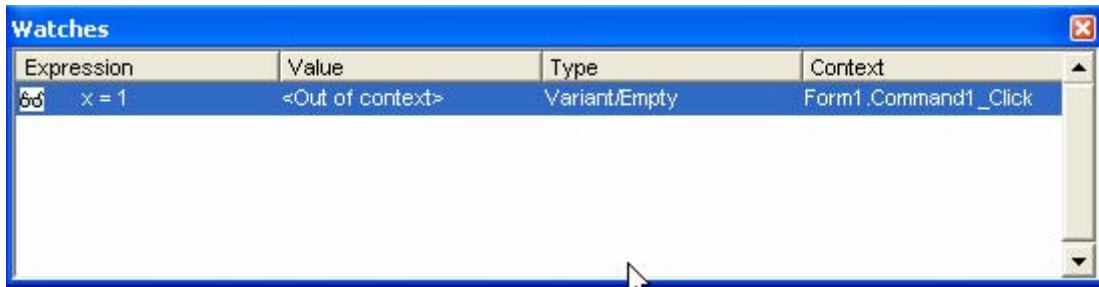 Watches
Expression Value Type Context
x = 1 <Out of context> Variant/Empty Form1.Command1_Click